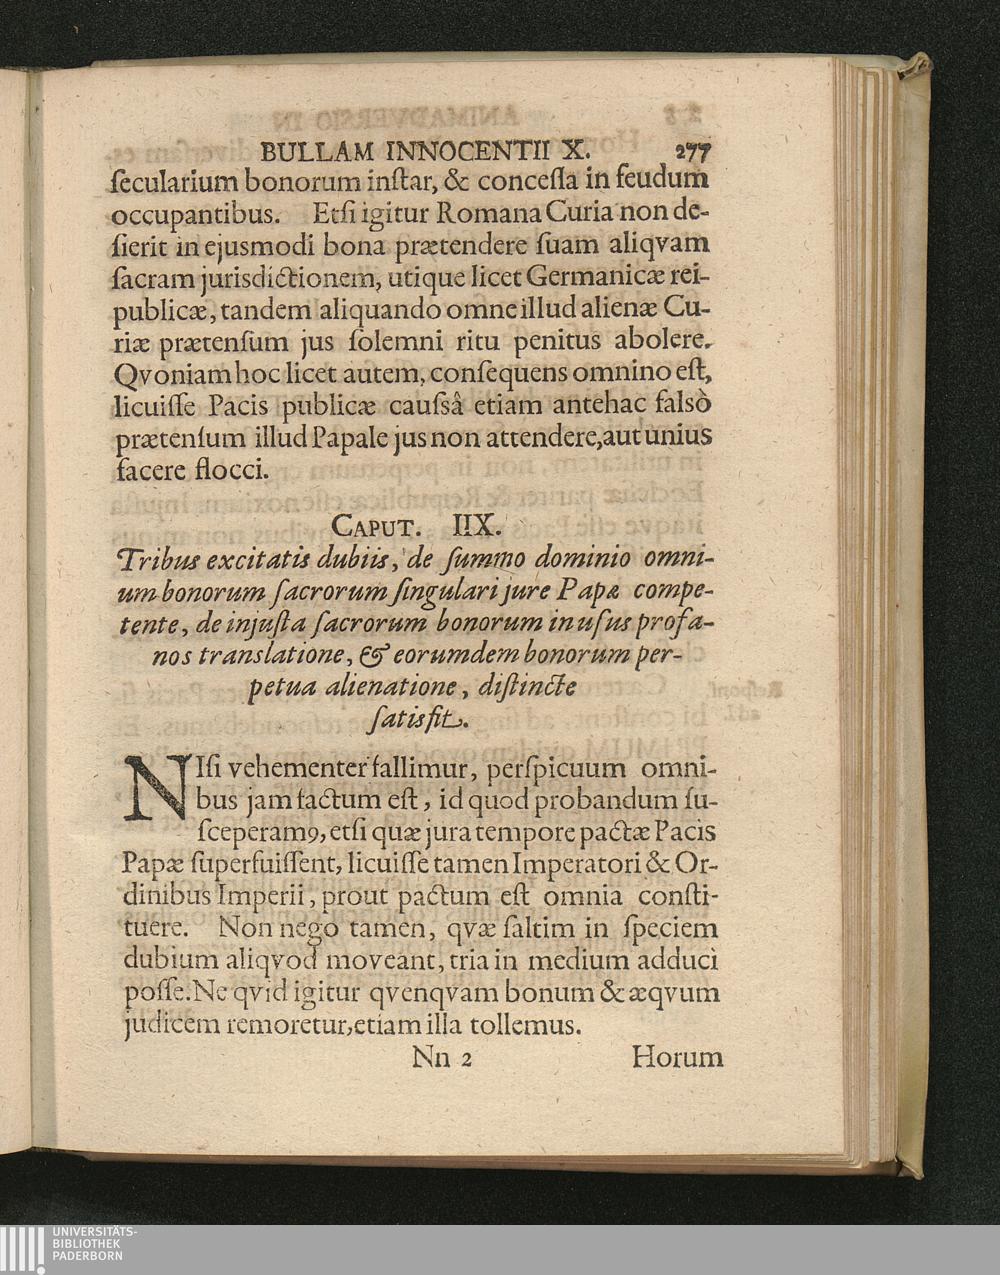 BULLAM INNOCENTII X. 277
ſecularium bonorum inſtar, & conceſſa in feudum
occupantibus. Etſi igitur Romana Curia non de-
ſierit in ejusmodi bona prætendere ſuam aliqvam
ſacram jurisdictionem, utique licet Germanicæ rei-
publicæ, tandem aliquando omne illud alienæ Cu-
riæ prætenſum jus ſolemni ritu penitus abolere.
Qvoniam hoc licet autem, conſequens omnino eſt,
licuiſſe Pacis publicæ cauſsâ etiam antehac falsò
prætenſum illud Papale jus non attendere, aut unius
facere flocci.
CAPUT. IIX.
Tribus excitatis dubiis, de ſummo dominio omni-
um bonorum ſacrorum ſingulari jure Papæ compe-
tente, de injuſta ſacrorum bonorum in uſus profa-
nos translatione, & eorumdem bonorum per-
petua alienatione, diſtincte
ſatisfit.
NIſi vehementer fallimur, perſpicuum omni-
bus jam factum eſt, id quod probandum ſu-
ſceperamꝰ, etſi quæ jura tempore pactæ Pacis
Papæ ſuperfuiſſent, licuiſſe tamen Imperatori & Or-
dinibus Imperii, prout pactum eſt omnia conſti-
tuere. Non nego tamen, qvæ ſaltim in ſpeciem
dubium aliqvod moveant, tria in medium adduci
poſſe. Ne qvid igitur qvenqvam bonum & æqvum
judicem remoretur, etiam illa tollemus.
Nn 2 Horum
UNIVERSITÄTS-
BIBLIOTHEK
PADERBORN